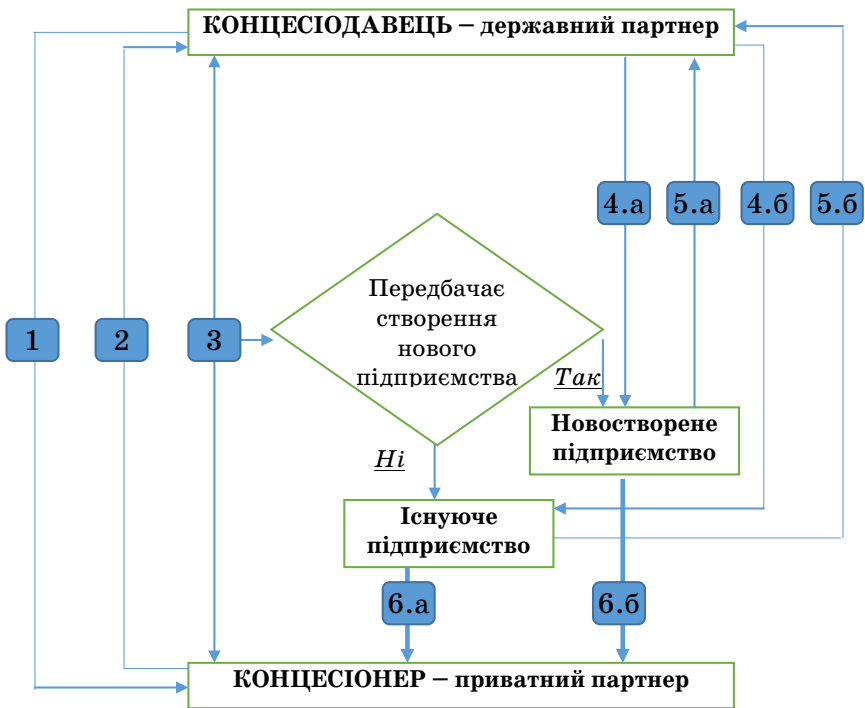 КОНЦЕСІОДАВЕЦЬ – державний партнер
4.а
5.а
4.б
5.б
Передбачає
створення
нового
підприємства
1
2
3
Так
Новостворене
підприємство
Ні
Існуюче
підприємство
6.а
6.б
КОНЦЕСІОНЕР – приватний партнер